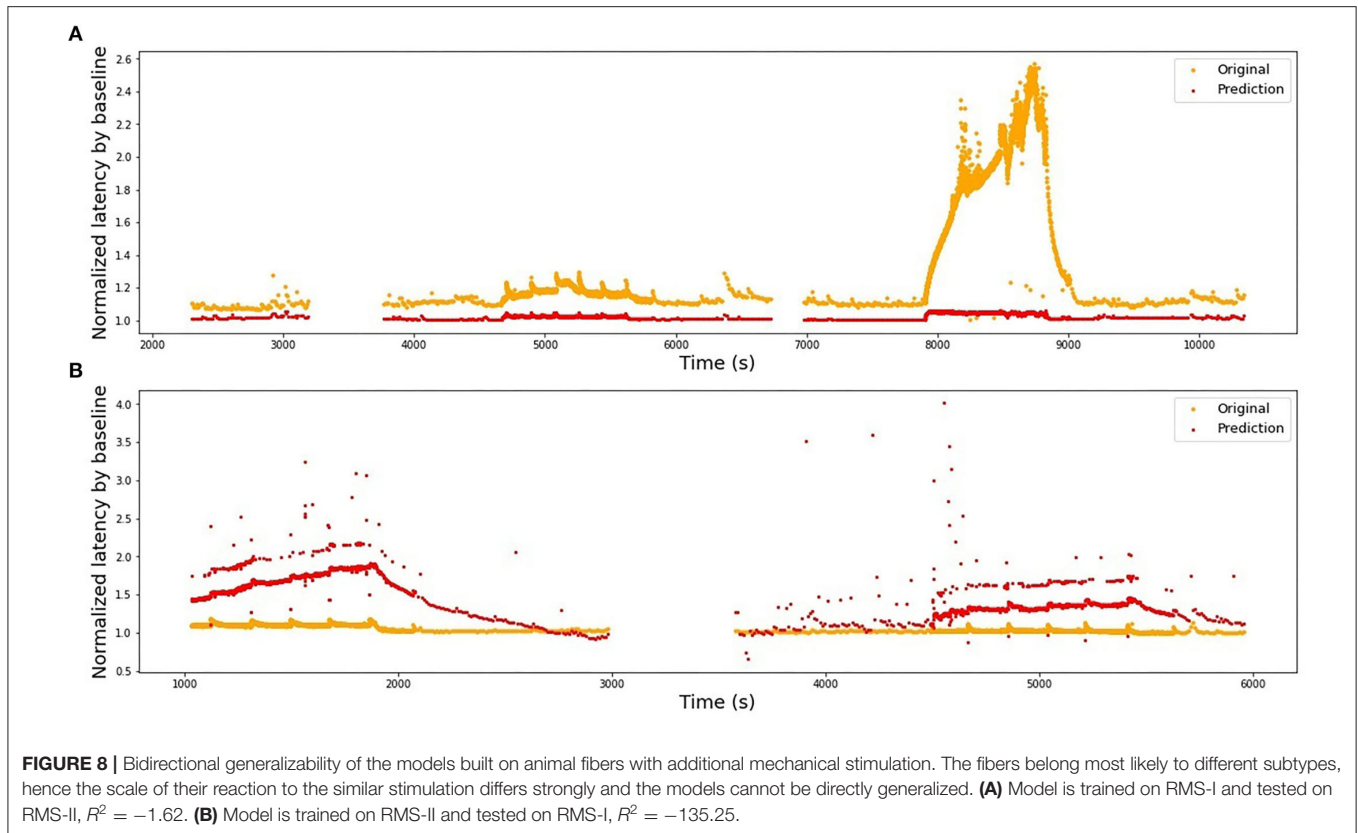 A
Normalized latency by baseline
2.6
2.4
2.2
2.0
1.8
1.6
1.4
1.2
1.0
Original
Prediction
2000 3000 4000 5000 6000 7000 8000 9000 10000
Time (s)
B
Normalized latency by baseline
4.0
3.5
3.0
2.5
2.0
1.5
1.0
0.5
Original
Prediction
1000 2000 3000 4000 5000 6000
Time (s)
FIGURE 8 | Bidirectional generalizability of the models built on animal fibers with additional mechanical stimulation. The fibers belong most likely to different subtypes,
hence the scale of their reaction to the similar stimulation differs strongly and the models cannot be directly generalized. (A) Model is trained on RMS-I and tested on
RMS-II, R² = −1.62. (B) Model is trained on RMS-II and tested on RMS-I, R² = −135.25.